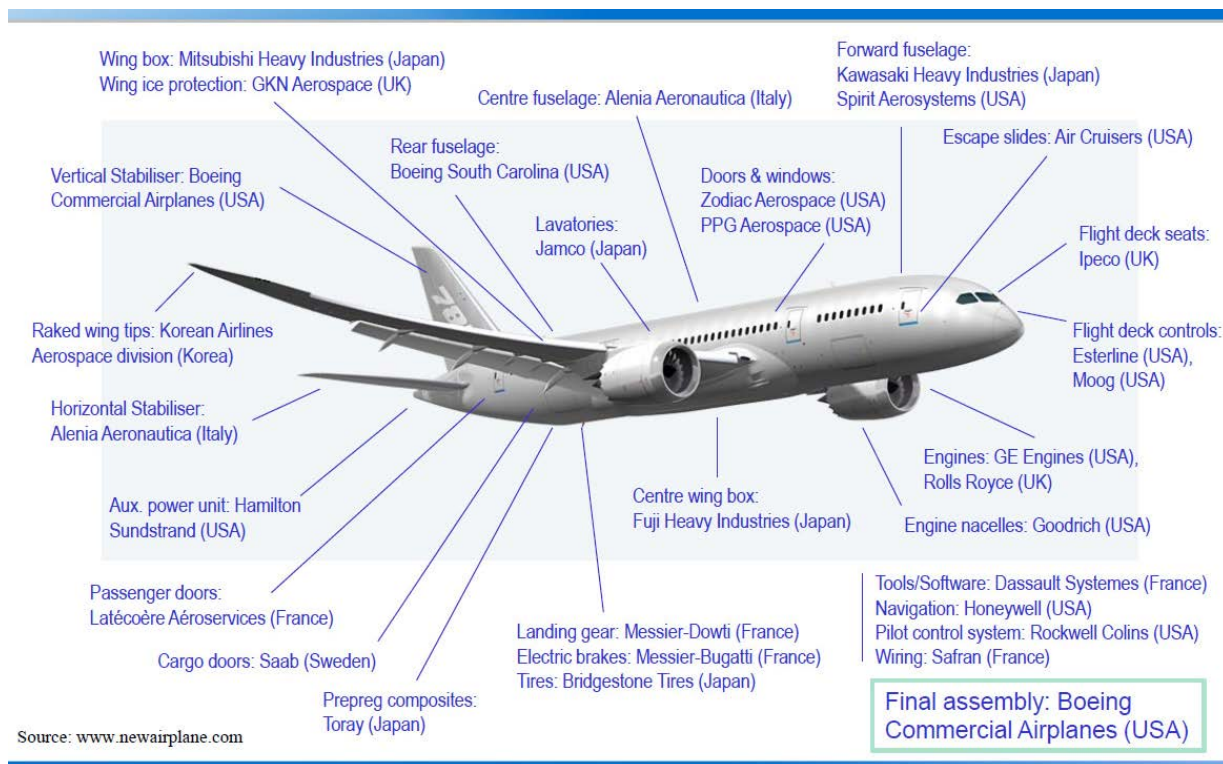 Wing box: Mitsubishi Heavy Industries (Japan)
Wing ice protection: GKN Aerospace (UK)
Centre fuselage: Alenia Aeronautica (Italy)
Forward fuselage:
Kawasaki Heavy Industries (Japan)
Spirit Aerosystems (USA)
Escape slides: Air Cruisers (USA)
Rear fuselage:
Boeing South Carolina (USA)
Vertical Stabiliser: Boeing
Commercial Airplanes (USA)
Doors & windows:
Zodiac Aerospace (USA)
PPG Aerospace (USA)
Lavatories:
Jamco (Japan)
Flight deck seats:
Ipeco (UK)
787
Raked wing tips: Korean Airlines
Aerospace division (Korea)
Flight deck controls:
Esterline (USA),
Moog (USA)
Horizontal Stabiliser:
Alenia Aeronautica (Italy)
Engines: GE Engines (USA),
Rolls Royce (UK)
Aux. power unit: Hamilton
Sundstrand (USA)
Centre wing box:
Fuji Heavy Industries (Japan)
Engine nacelles: Goodrich (USA)
Passenger doors:
Latécoère Aéroservices (France)
Tools/Software: Dassault Systemes (France)
Navigation: Honeywell (USA)
Pilot control system: Rockwell Colins (USA)
Wiring: Safran (France)
Landing gear: Messier-Dowti (France)
Electric brakes: Messier-Bugatti (France)
Tires: Bridgestone Tires (Japan)
Cargo doors: Saab (Sweden)
Prepreg composites:
Toray (Japan)
Final assembly: Boeing
Commercial Airplanes (USA)
Source: www.newairplane.com